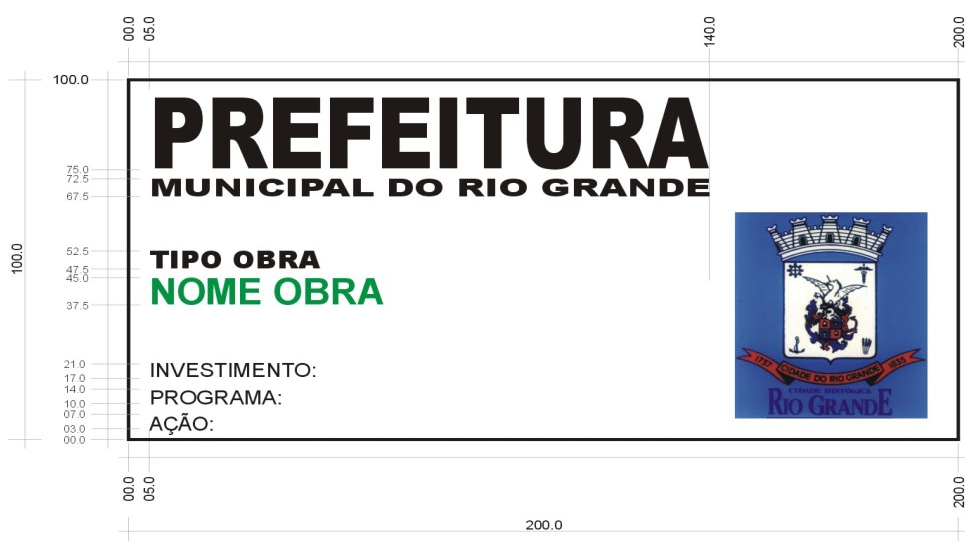 00.0 05.0 140.0 200.0
100.0
PREFEITURA
75.0
72.5
MUNICIPAL DO RIO GRANDE
67.5
100.0
52.5
TIPO OBRA
47.5
45.0
NOME OBRA
37.5
21.0
INVESTIMENTO:
17.0
14.0
PROGRAMA:
10.0
07.0
AÇÃO:
03.0
00.0
1737 CIDADE DO RIO GRANDE 1835
CIDADE HISTÓRICA
RIO GRANDE
00.0 05.0 200.0
200.0